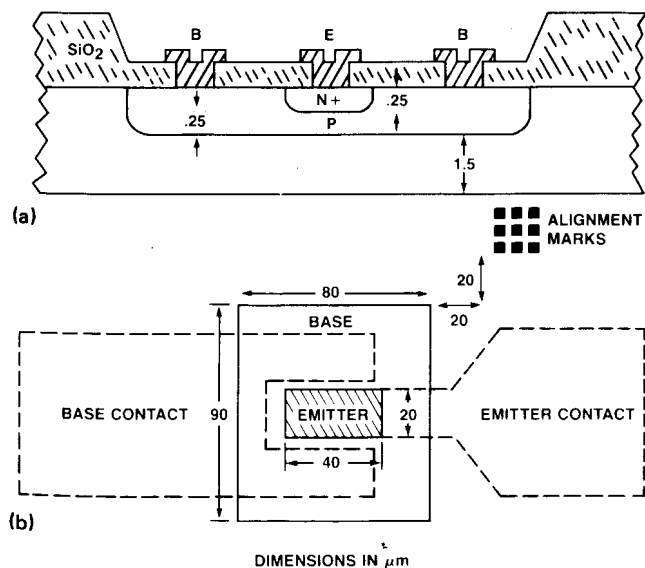 B E B
SiO2
N+
.25 .25
P
1.5
(a)
ALIGNMENT
MARKS
20
80
20
BASE
BASE CONTACT 90 EMITTER 20 EMITTER CONTACT
40
(b)
DIMENSIONS IN μm